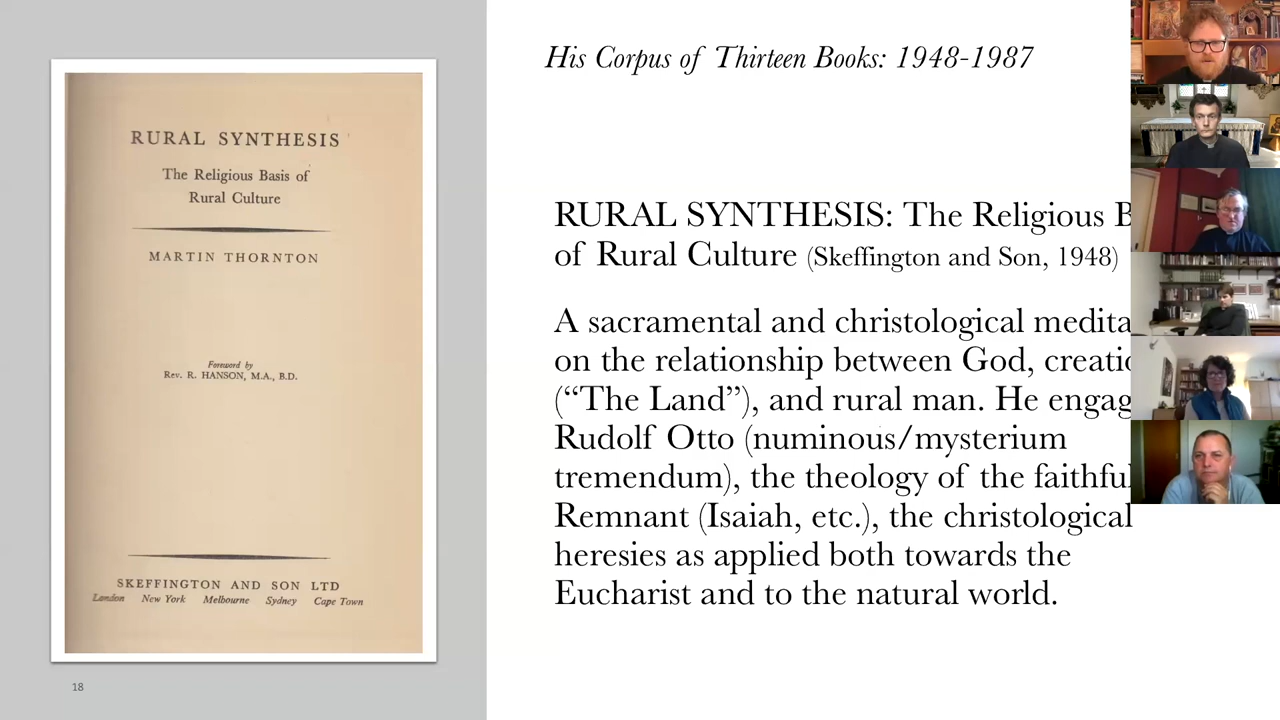 His Corpus of Thirteen Books: 1948-1987
RURAL SYNTHESIS
The Religious Basis of
Rural Culture
MARTIN THORNTON
Foreword by
Rev. R. HANSON, M.A., B.D.
SKEFFINGTON AND SON LTD
London New York Melbourne Sydney Cape Town
18
RURAL SYNTHESIS: The Religious B
of Rural Culture (Skeffington and Son, 1948)
A sacramental and christological medita
on the relationship between God, creatio
(“The Land”), and rural man. He engag
Rudolf Otto (numinous/mysterium
tremendum), the theology of the faithful
Remnant (Isaiah, etc.), the christological
heresies as applied both towards the
Eucharist and to the natural world.